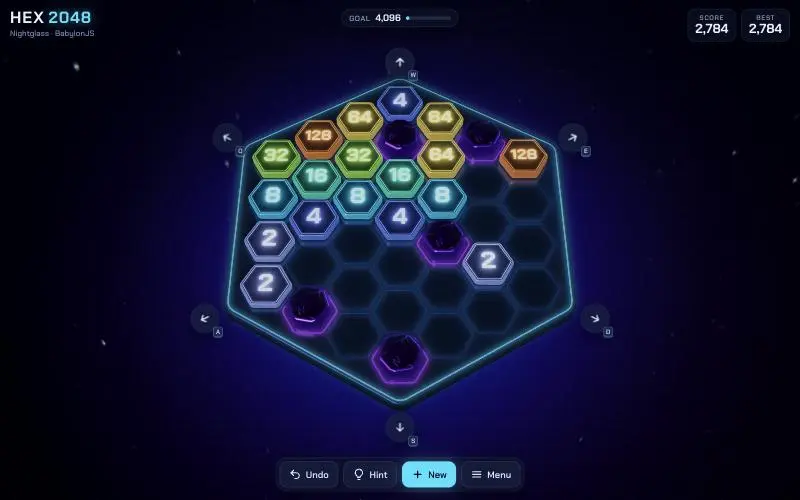 HEX 2048
Nightglass · BabylonJS
GOAL 4,096
SCORE
2,784
BEST
2,784
W
Q
E
A
D
S
4
64
64
128
32
32
64
128
16
16
8
8
8
4
4
2
2
2
Undo
Hint
New
Menu